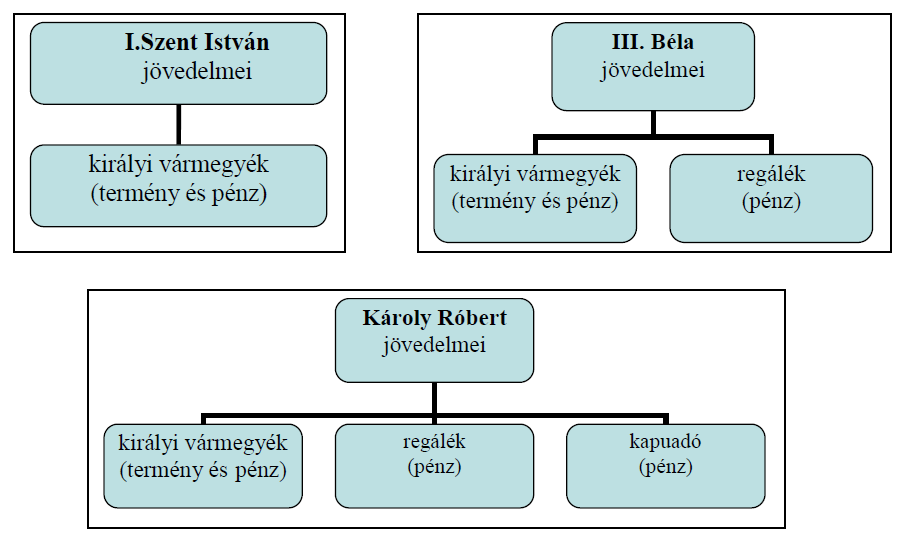 I.Szent István
jövedelmei
királyi vármegyék
(termény és pénz)
III. Béla
jövedelmei
királyi vármegyék
(termény és pénz)
regálék
(pénz)
Károly Róbert
jövedelmei
királyi vármegyék
(termény és pénz)
regálék
(pénz)
kapuadó
(pénz)